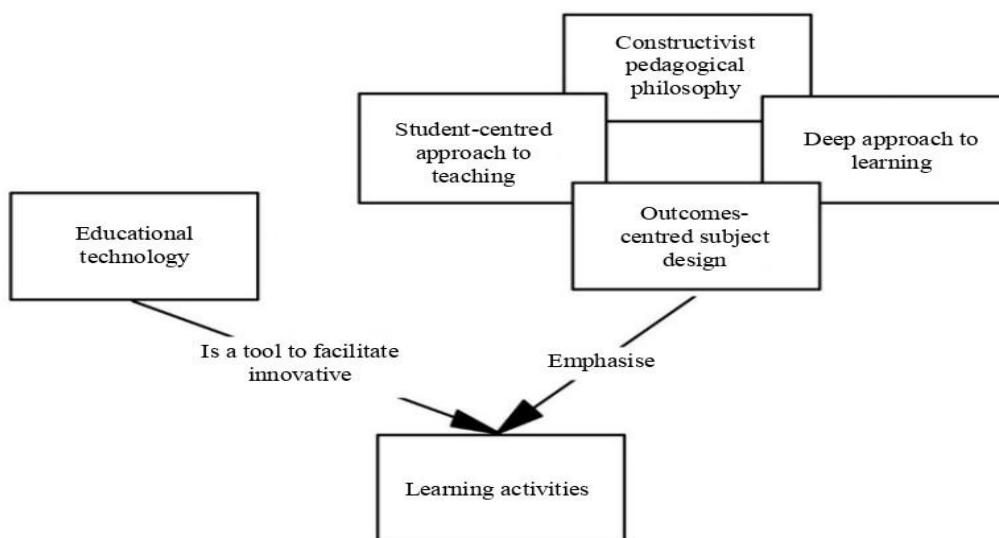 Constructivist
pedagogical
philosophy
Student-centred
approach to
teaching
Deep approach to
learning
Educational
technology
Outcomes-
centred subject
design
Is a tool to facilitate
innovative
Emphasise
Learning activities